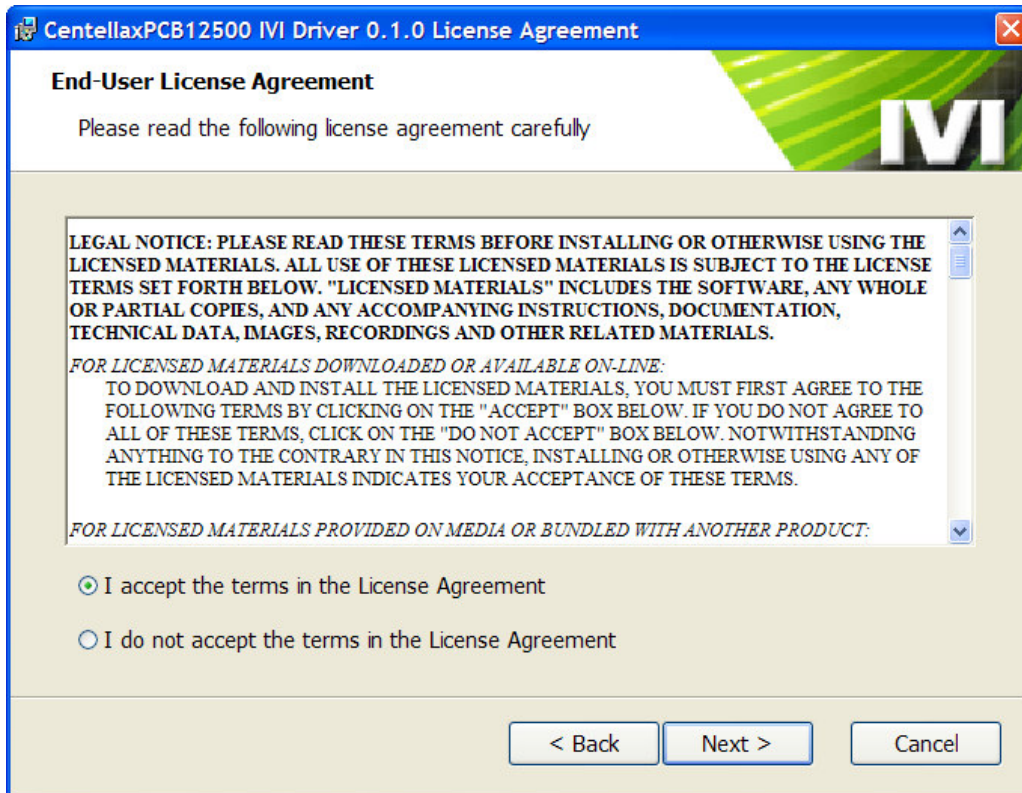 CentellaxPCB12500 IVI Driver 0.1.0 License Agreement
End-User License Agreement
Please read the following license agreement carefully
IVI
LEGAL NOTICE: PLEASE READ THESE TERMS BEFORE INSTALLING OR OTHERWISE USING THE
LICENSED MATERIALS. ALL USE OF THESE LICENSED MATERIALS IS SUBJECT TO THE LICENSE
TERMS SET FORTH BELOW. "LICENSED MATERIALS" INCLUDES THE SOFTWARE, ANY WHOLE
OR PARTIAL COPIES, AND ANY ACCOMPANYING INSTRUCTIONS, DOCUMENTATION,
TECHNICAL DATA, IMAGES, RECORDINGS AND OTHER RELATED MATERIALS.
FOR LICENSED MATERIALS DOWNLOADED OR AVAILABLE ON-LINE:
TO DOWNLOAD AND INSTALL THE LICENSED MATERIALS, YOU MUST FIRST AGREE TO THE
FOLLOWING TERMS BY CLICKING ON THE "ACCEPT" BOX BELOW. IF YOU DO NOT AGREE TO
ALL OF THESE TERMS, CLICK ON THE "DO NOT ACCEPT" BOX BELOW. NOTWITHSTANDING
ANYTHING TO THE CONTRARY IN THIS NOTICE, INSTALLING OR OTHERWISE USING ANY OF
THE LICENSED MATERIALS INDICATES YOUR ACCEPTANCE OF THESE TERMS.
FOR LICENSED MATERIALS PROVIDED ON MEDIA OR BUNDLED WITH ANOTHER PRODUCT:
I accept the terms in the License Agreement
I do not accept the terms in the License Agreement
< Back Next > Cancel